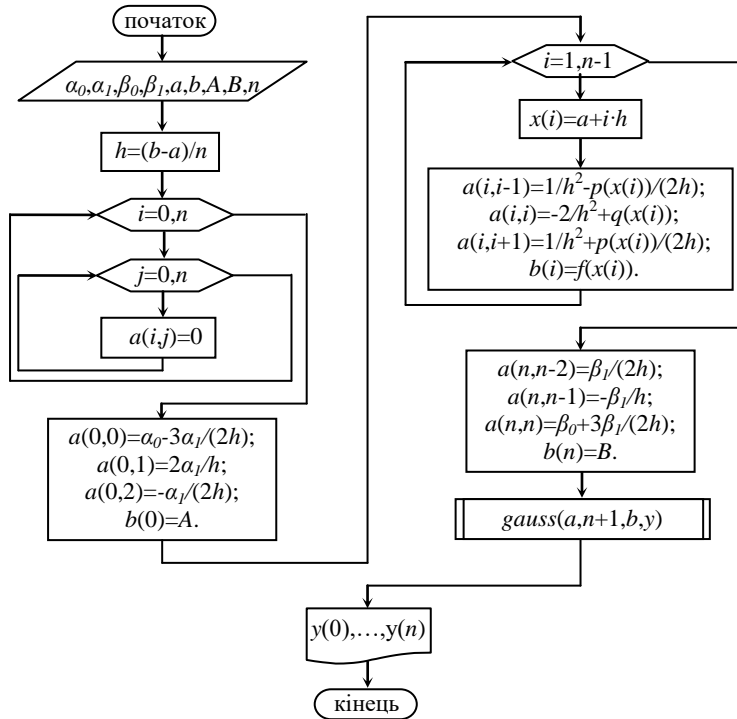 початок
α₀,α₁,β₀,β₁,a,b,A,B,n
h=(b-a)/n
i=0,n
j=0,n
a(i,j)=0
a(0,0)=α₀-3α₁/(2h);
a(0,1)=2α₁/h;
a(0,2)=-α₁/(2h);
b(0)=A.
i=1,n-1
x(i)=a+i·h
a(i,i-1)=1/h²-p(x(i))/(2h);
a(i,i)=-2/h²+q(x(i));
a(i,i+1)=1/h²+p(x(i))/(2h);
b(i)=f(x(i)).
a(n,n-2)=β₁/(2h);
a(n,n-1)=-β₁/h;
a(n,n)=β₀+3β₁/(2h);
b(n)=B.
gauss(a,n+1,b,y)
y(0),…,y(n)
кінець